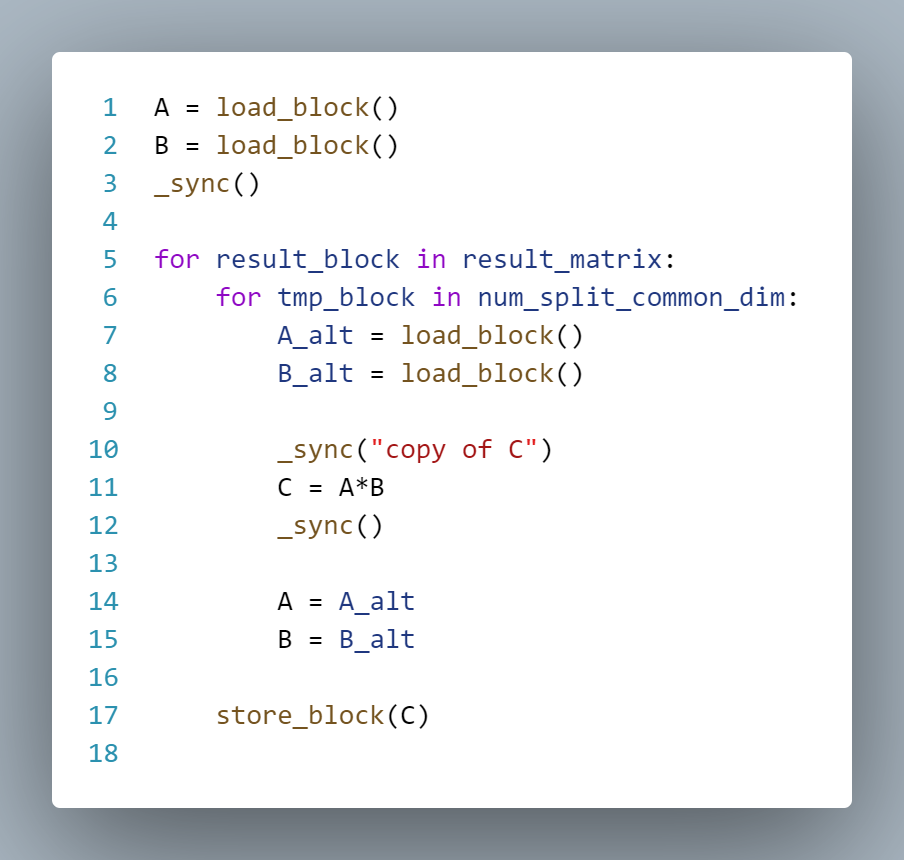 1 A = load_block()
2 B = load_block()
3 _sync()
4
5 for result_block in result_matrix:
6     for tmp_block in num_split_common_dim:
7         A_alt = load_block()
8         B_alt = load_block()
9
10         _sync("copy of C")
11         C = A*B
12         _sync()
13
14         A = A_alt
15         B = B_alt
16
17     store_block(C)
18